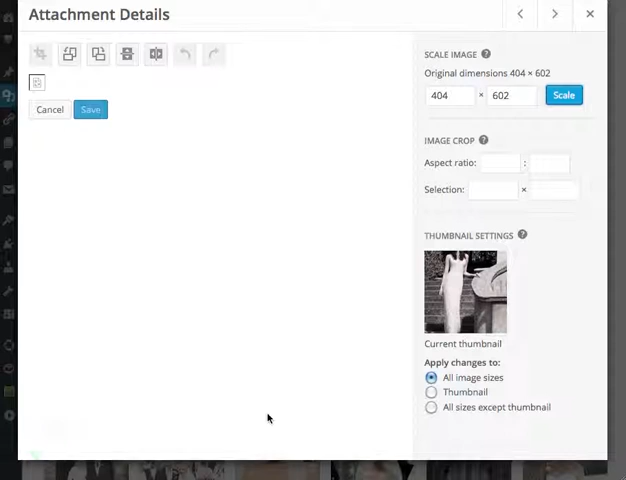 Attachment Details
SCALE IMAGE ?
Original dimensions 404 × 602
404 × 602 Scale
Cancel Save
IMAGE CROP ?
Aspect ratio: :
Selection: ×
THUMBNAIL SETTINGS ?
Current thumbnail
Apply changes to:
All image sizes
Thumbnail
All sizes except thumbnail